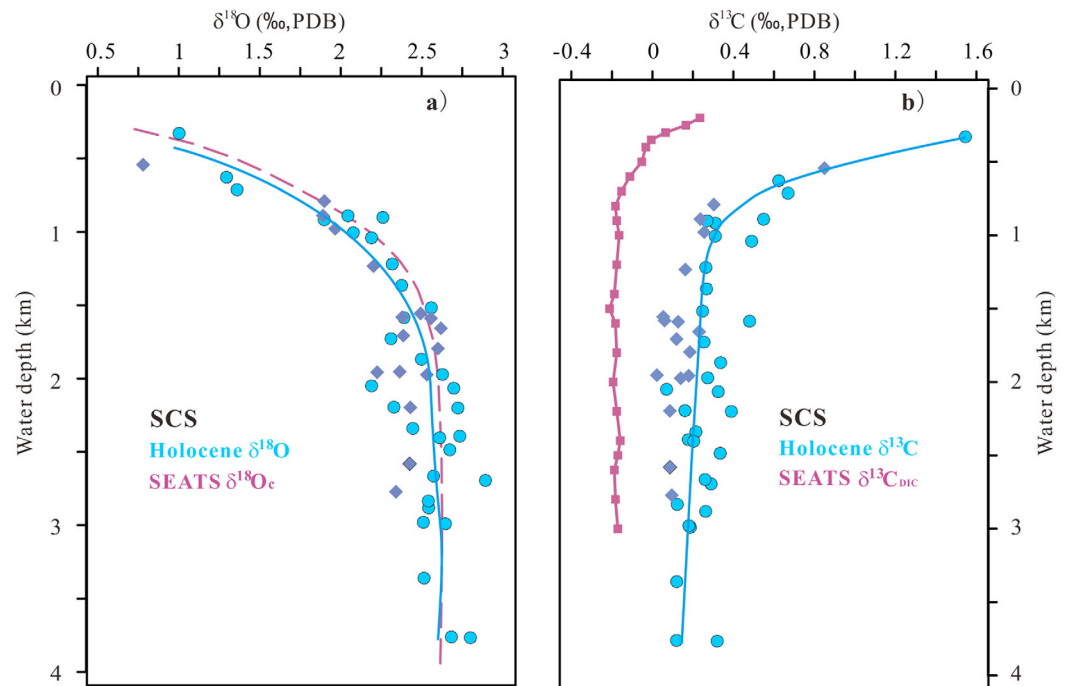 δ¹⁸O (‰,PDB)
0.5 1 1.5 2 2.5 3
δ¹³C (‰,PDB)
-0.4 0 0.4 0.8 1.2 1.6
a)
b)
0
1
2
3
4
Water depth (km)
SCS
Holocene δ¹⁸O
SEATS δ¹⁸Oc
SCS
Holocene δ¹³C
SEATS δ¹³C_DIC
0
1
2
3
4
Water depth (km)